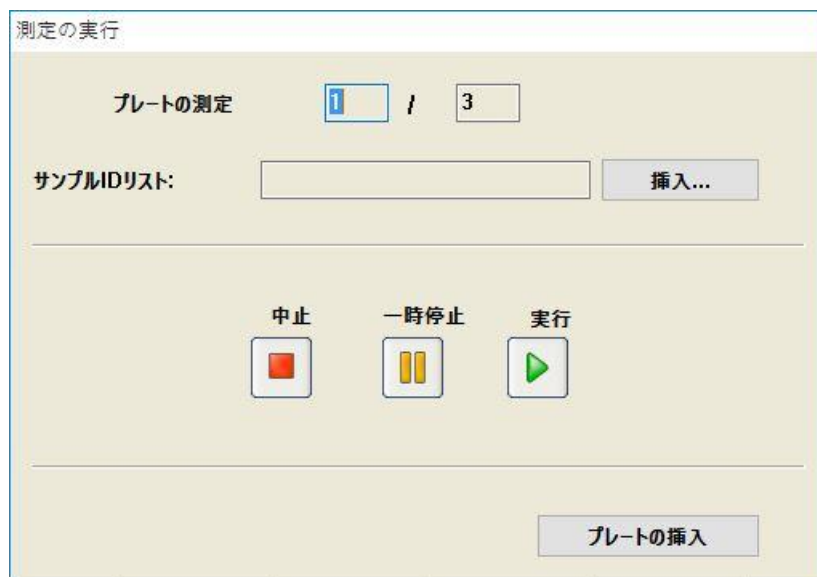 測定の実行
プレートの測定 1 / 3
サンプルIDリスト: 挿入...
中止 一時停止 実行
プレートの挿入